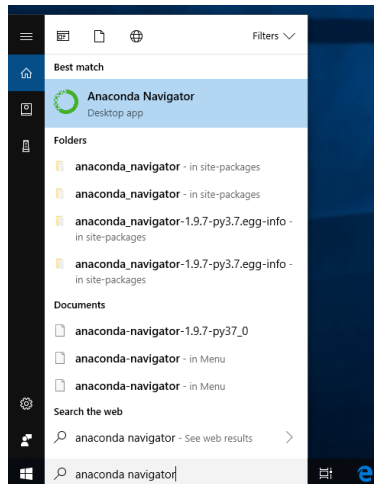 Filters
Best match
Anaconda Navigator
Desktop app
Folders
anaconda_navigator - in site-packages
anaconda_navigator - in site-packages
anaconda_navigator-1.9.7-py3.7.egg-info -
in site-packages
anaconda_navigator-1.9.7-py3.7.egg-info -
in site-packages
Documents
anaconda-navigator-1.9.7-py37_0
anaconda-navigator - in Menu
anaconda-navigator - in Menu
Search the web
anaconda navigator - See web results
anaconda navigator